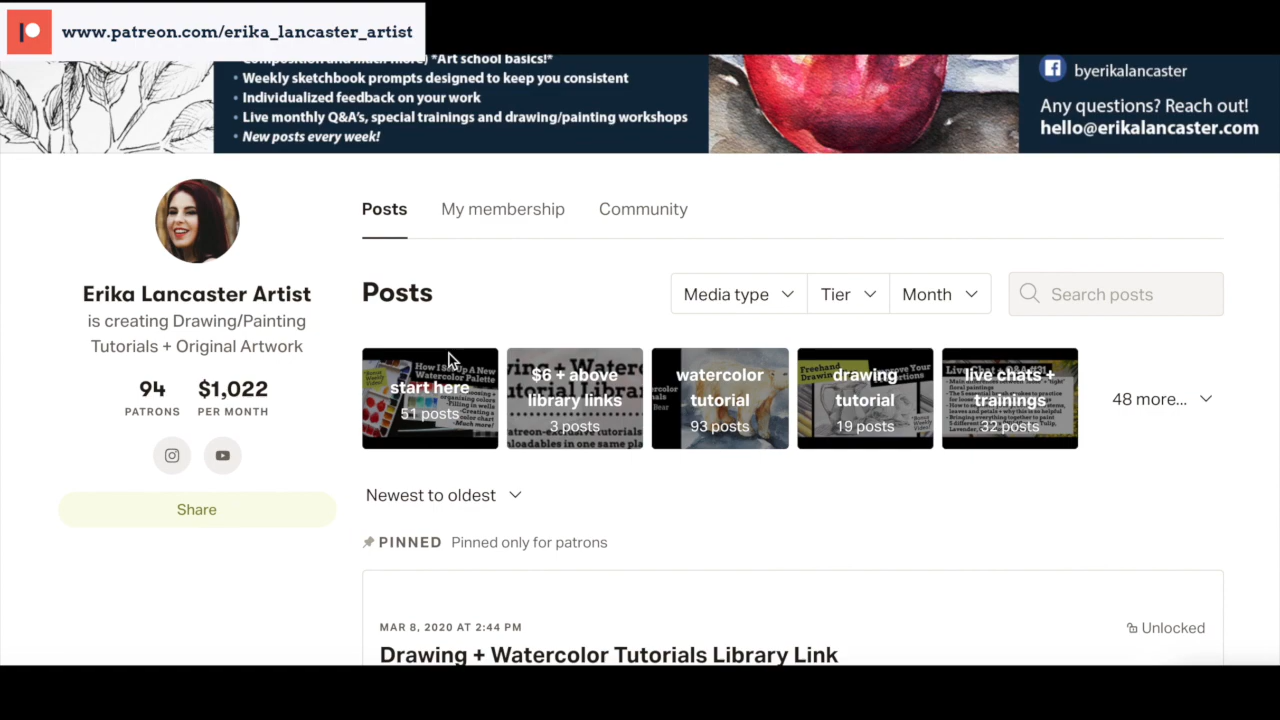 www.patreon.com/erika_lancaster_artist
Composition and much more) *Art school basics!*
• Weekly sketchbook prompts designed to keep you consistent
• Individualized feedback on your work
• Live monthly Q&A's, special trainings and drawing/painting workshops
• New posts every week!
byerikalancaster
Any questions? Reach out!
hello@erikalancaster.com
Posts
My membership
Community
Erika Lancaster Artist
is creating Drawing/Painting
Tutorials + Original Artwork
94
$1,022
PATRONS
PER MONTH
Share
Posts
Media type
Tier
Month
Search posts
start here
51 posts
$6 + above
library links
3 posts
watercolor
tutorial
93 posts
drawing
tutorial
19 posts
live chats +
trainings
32 posts
48 more...
Newest to oldest
PINNED
Pinned only for patrons
MAR 8, 2020 AT 2:44 PM
Unlocked
Drawing + Watercolor Tutorials Library Link